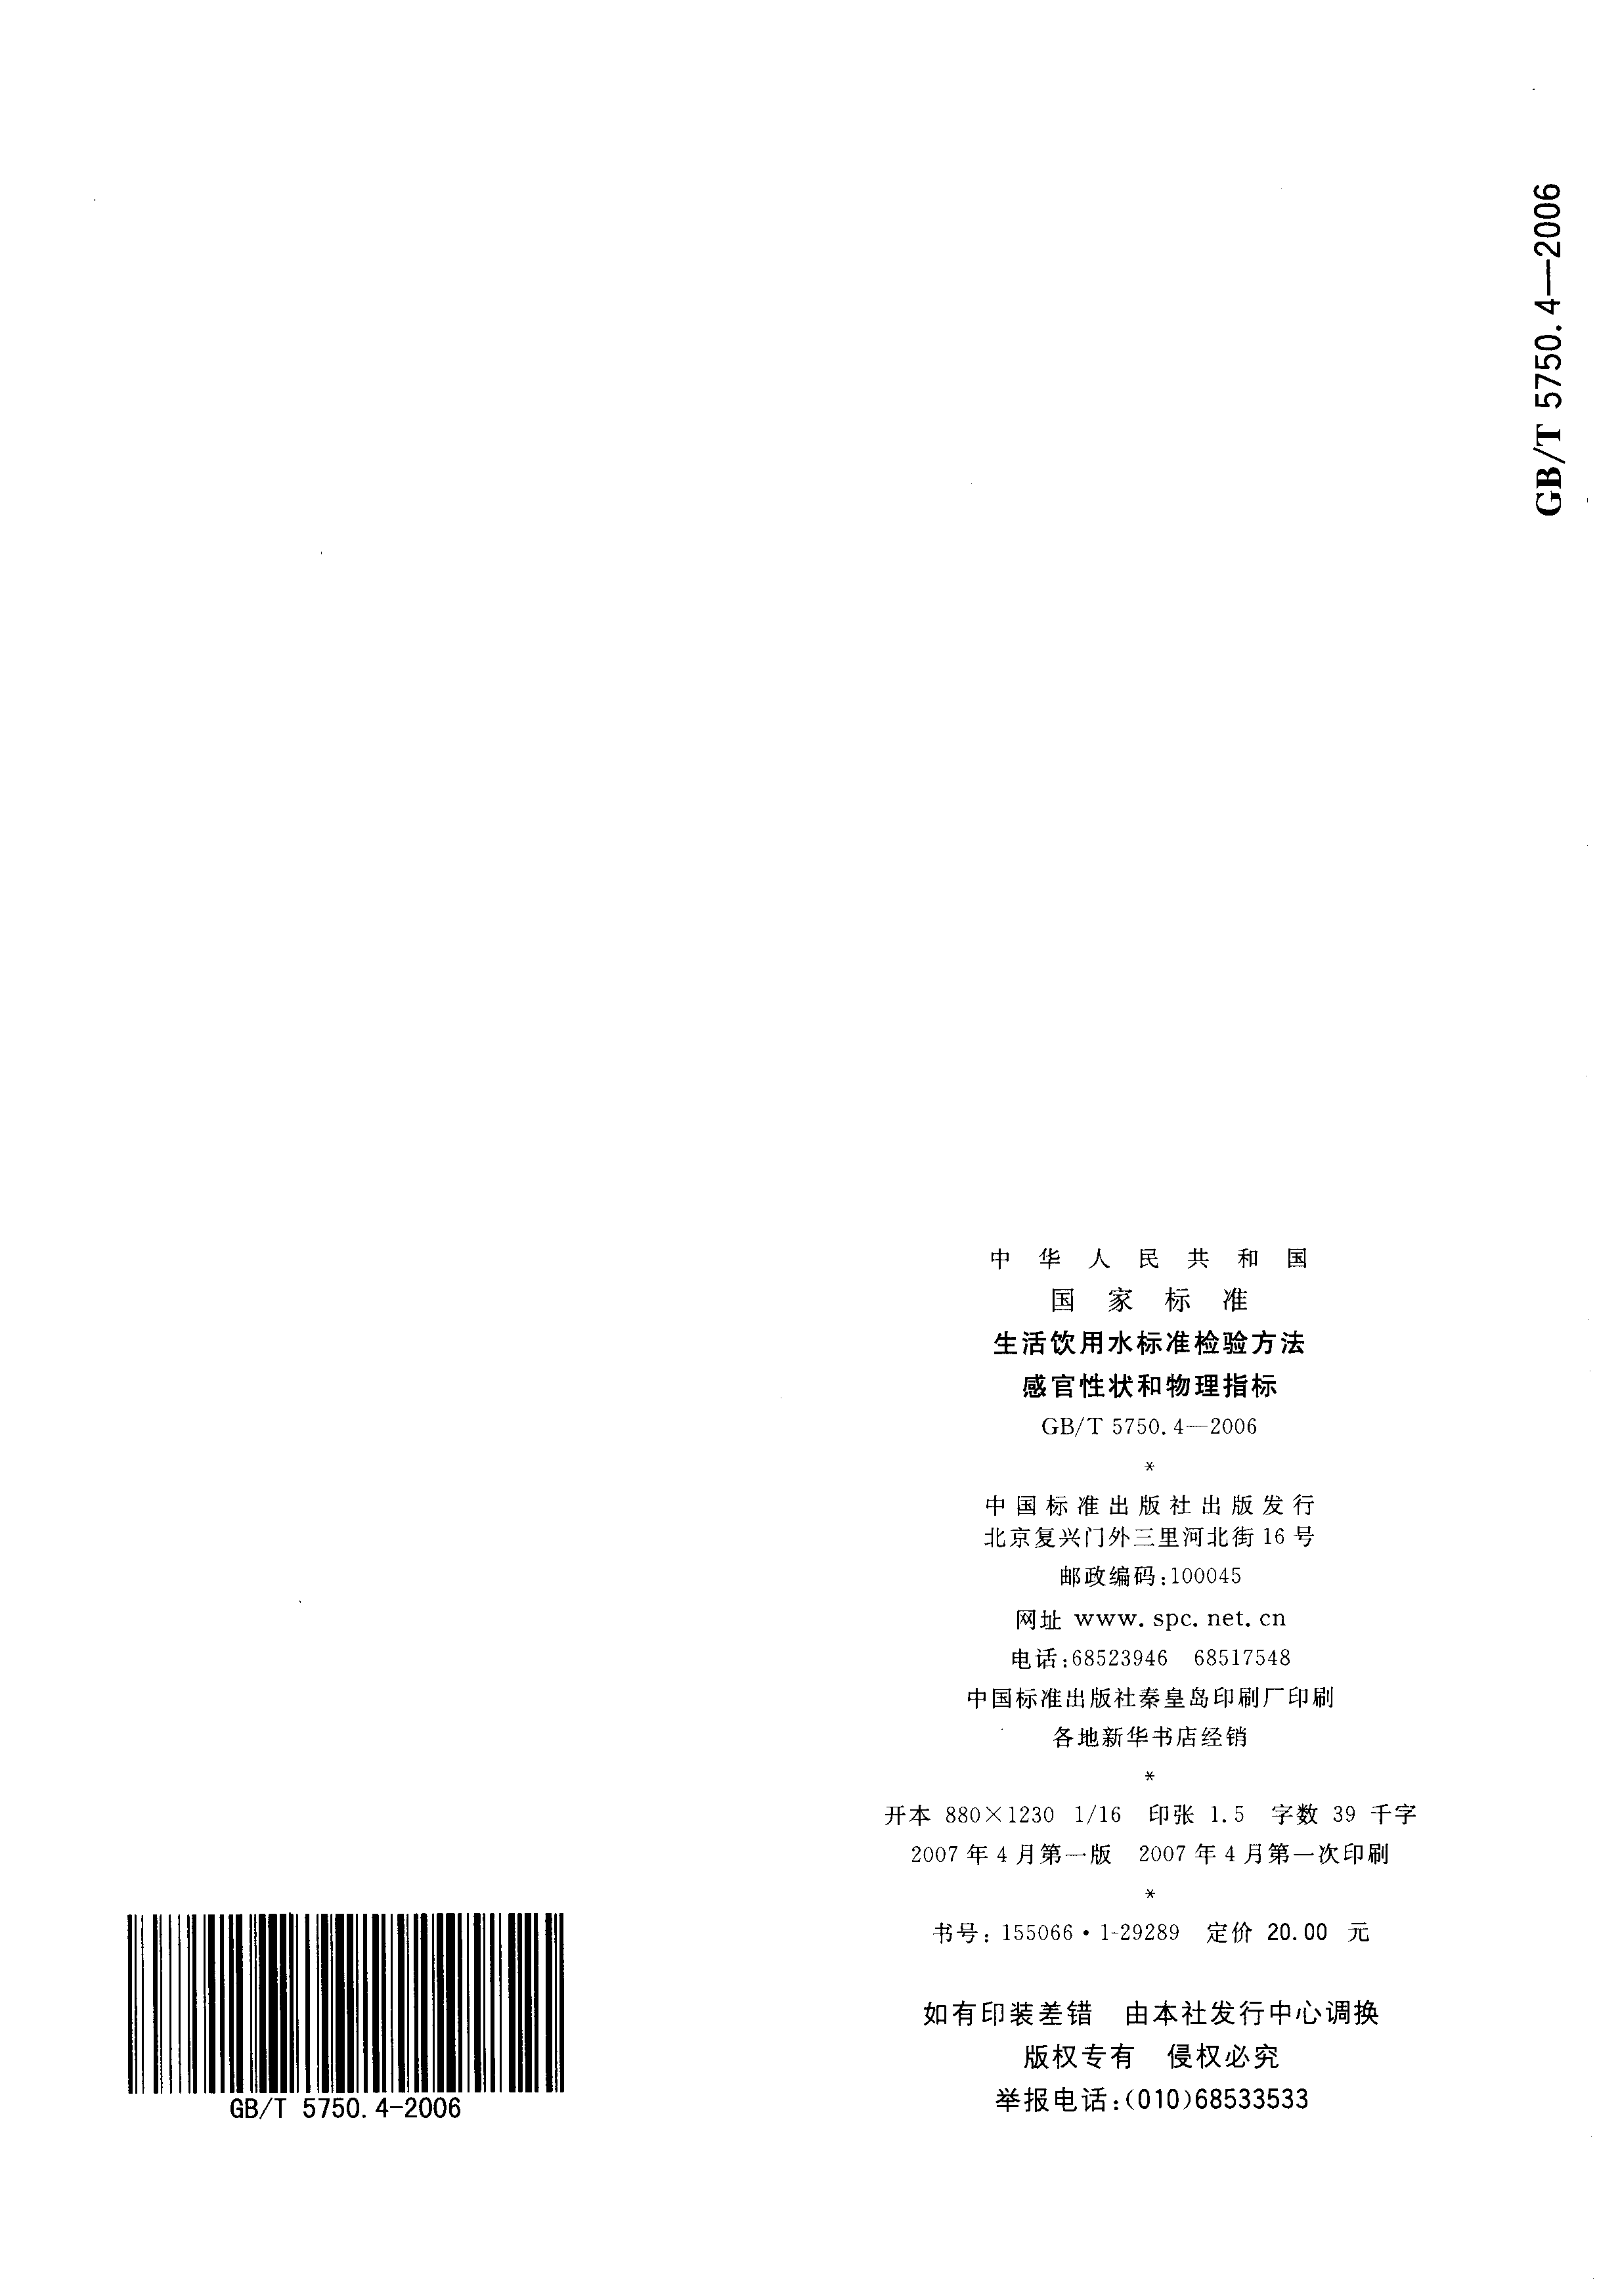 GB/T 5750.4—2006
中华人民共和国
国家标准
生活饮用水标准检验方法
感官性状和物理指标
GB/T 5750.4—2006
*
中国标准出版社出版发行
北京复兴门外三里河北街16号
邮政编码:100045
网址 www.spc.net.cn
电话:68523946 68517548
中国标准出版社秦皇岛印刷厂印刷
各地新华书店经销
*
开本 880×1230 1/16 印张 1.5 字数 39 千字
2007年4月第一版 2007年4月第一次印刷
*
书号: 155066·1-29289 定价 20.00 元
如有印装差错 由本社发行中心调换
版权专有 侵权必究
举报电话:(010)68533533
GB/T 5750.4-2006